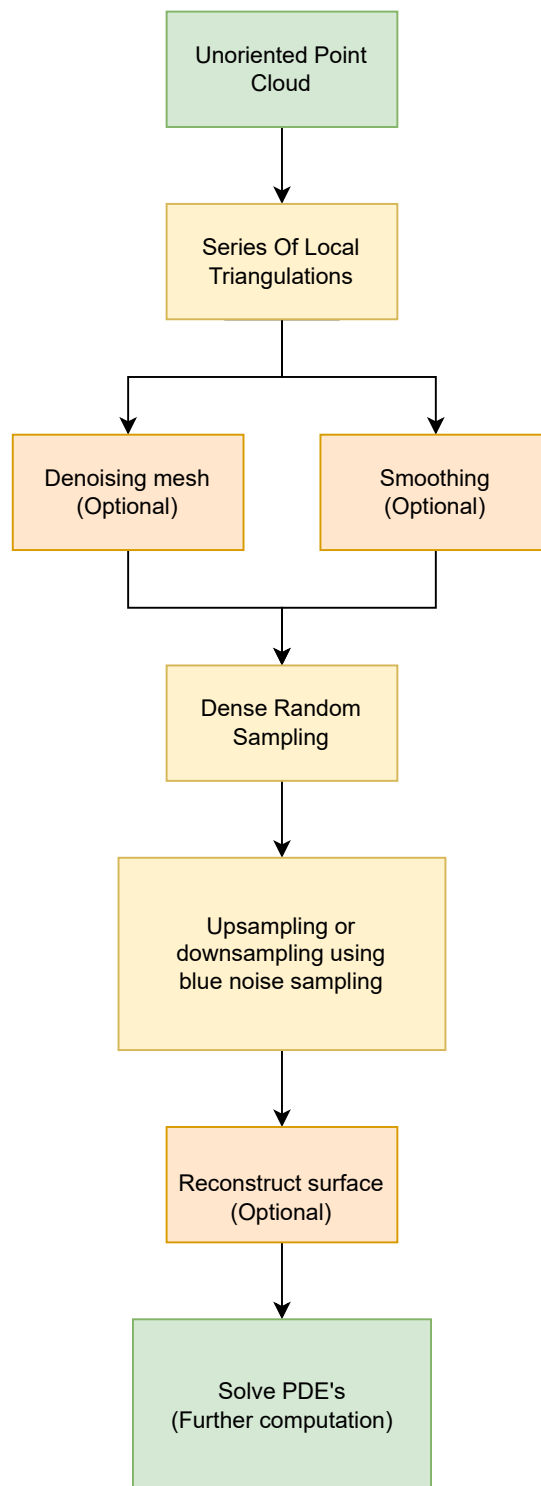 Unoriented Point
Cloud
Series Of Local
Triangulations
Denoising mesh
(Optional)
Smoothing
(Optional)
Dense Random
Sampling
Upsampling or
downsampling using
blue noise sampling
Reconstruct surface
(Optional)
Solve PDE's
(Further computation)